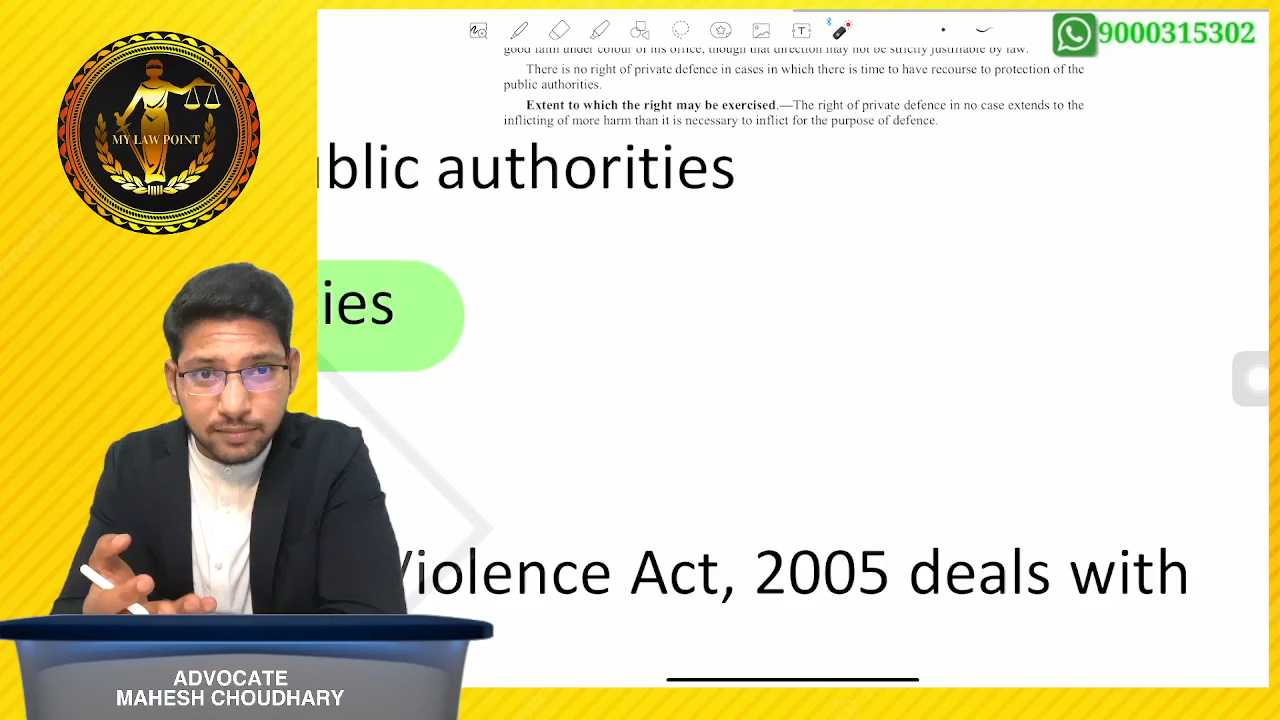 9000315302
good faith under colour of his office, though that direction may not be strictly justifiable by law.
There is no right of private defence in cases in which there is time to have recourse to protection of the
public authorities.
Extent to which the right may be exercised.—The right of private defence in no case extends to the
inflicting of more harm than it is necessary to inflict for the purpose of defence.
MY LAW POINT
ublic authorities
ies
Violence Act, 2005 deals with
ADVOCATE
MAHESH CHOUDHARY